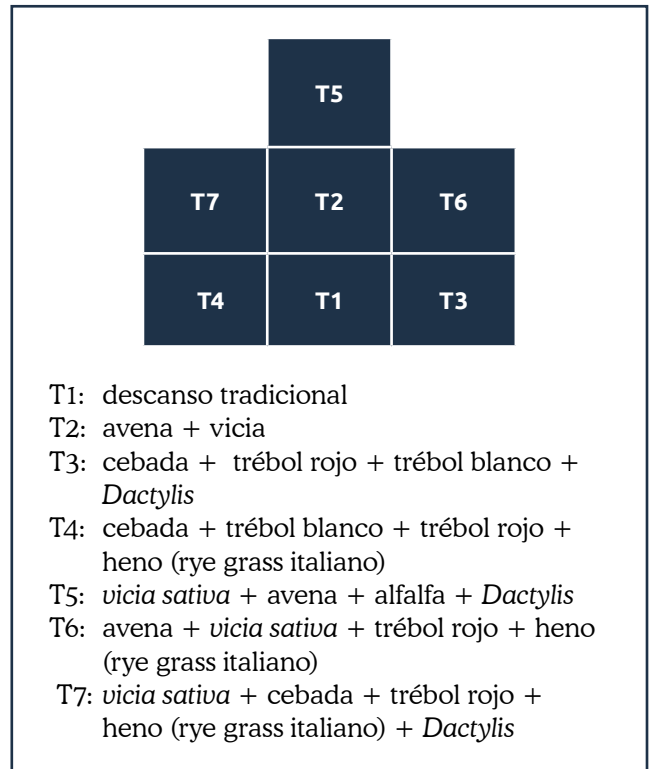 T5
T7 T2 T6
T4 T1 T3
T1: descanso tradicional
T2: avena + vicia
T3: cebada + trébol rojo + trébol blanco +
Dactylis
T4: cebada + trébol blanco + trébol rojo +
heno (rye grass italiano)
T5: vicia sativa + avena + alfalfa + Dactylis
T6: avena + vicia sativa + trébol rojo + heno
(rye grass italiano)
T7: vicia sativa + cebada + trébol rojo +
heno (rye grass italiano) + Dactylis